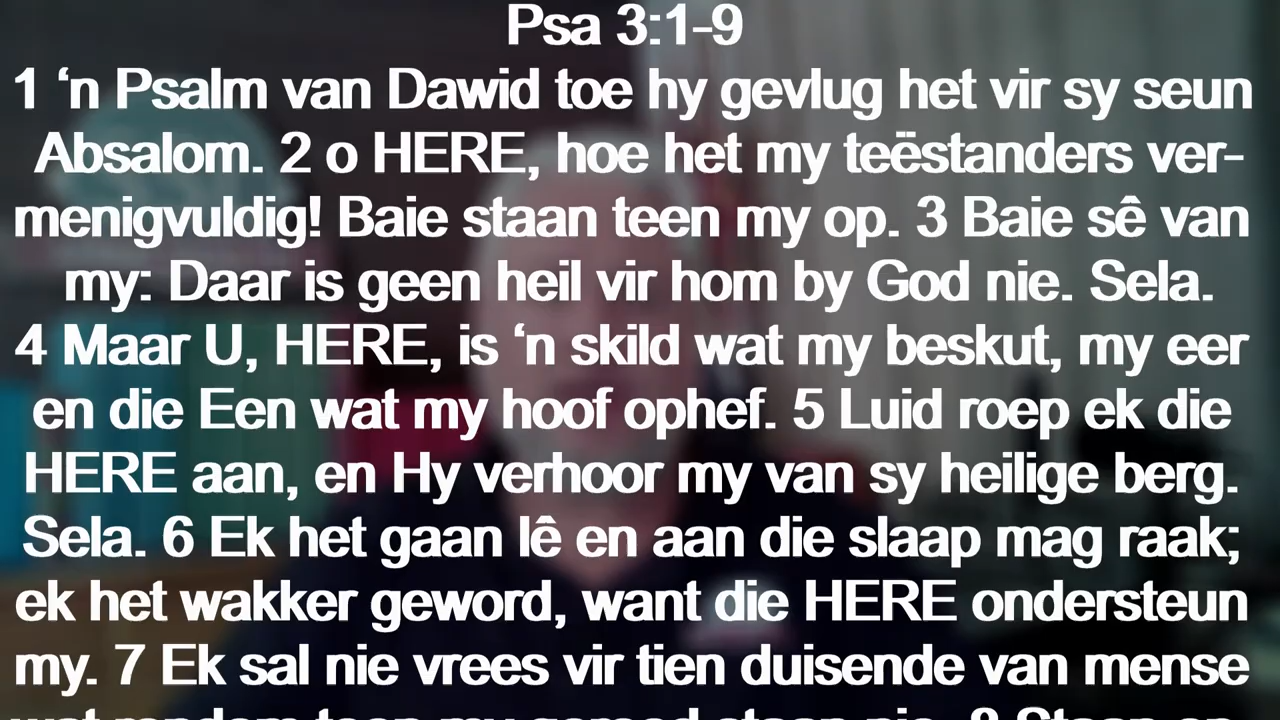 Psa 3:1-9
1 ‘n Psalm van Dawid toe hy gevlug het vir sy seun
Absalom. 2 o HERE, hoe het my teëstanders ver-
menigvuldig! Baie staan teen my op. 3 Baie sê van
my: Daar is geen heil vir hom by God nie. Sela.
4 Maar U, HERE, is ‘n skild wat my beskut, my eer
en die Een wat my hoof ophef. 5 Luid roep ek die
HERE aan, en Hy verhoor my van sy heilige berg.
Sela. 6 Ek het gaan lê en aan die slaap mag raak;
ek het wakker geword, want die HERE ondersteun
my. 7 Ek sal nie vrees vir tien duisende van mense